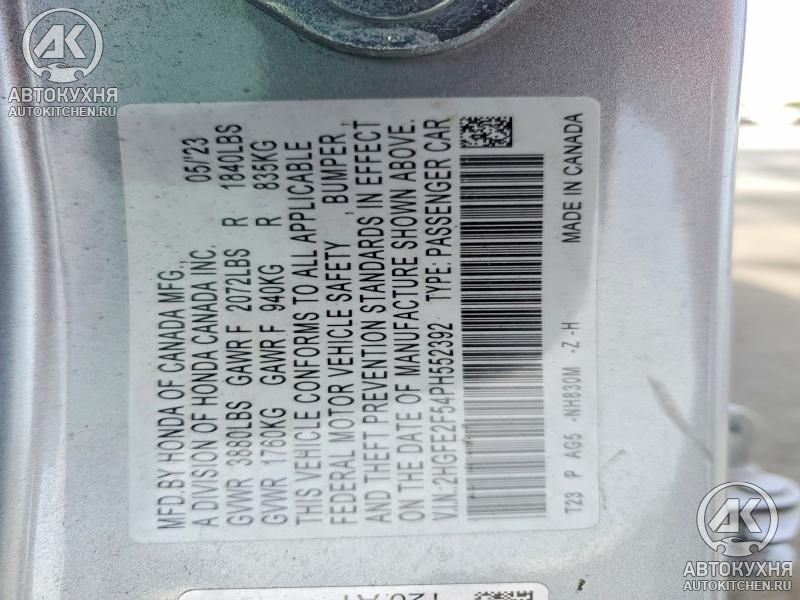 MFD.BY HONDA OF CANADA MFG.,
A DIVISION OF HONDA CANADA INC. 05/'23
GVWR 3880LBS GAWR F 2072LBS R 1840LBS
GVWR 1760KG GAWR F 940KG R 835KG
THIS VEHICLE CONFORMS TO ALL APPLICABLE
FEDERAL MOTOR VEHICLE SAFETY , BUMPER ,
AND THEFT PREVENTION STANDARDS IN EFFECT
ON THE DATE OF MANUFACTURE SHOWN ABOVE.
V.I.N.:2HGFE2F54PH552392 TYPE: PASSENGER CAR
T23 P AG5 -NH830M -Z -H MADE IN CANADA
АК
АВТОКУХНЯ
AUTOKITCHEN.RU
АК
АВТОКУХНЯ
AUTOKITCHEN.RU